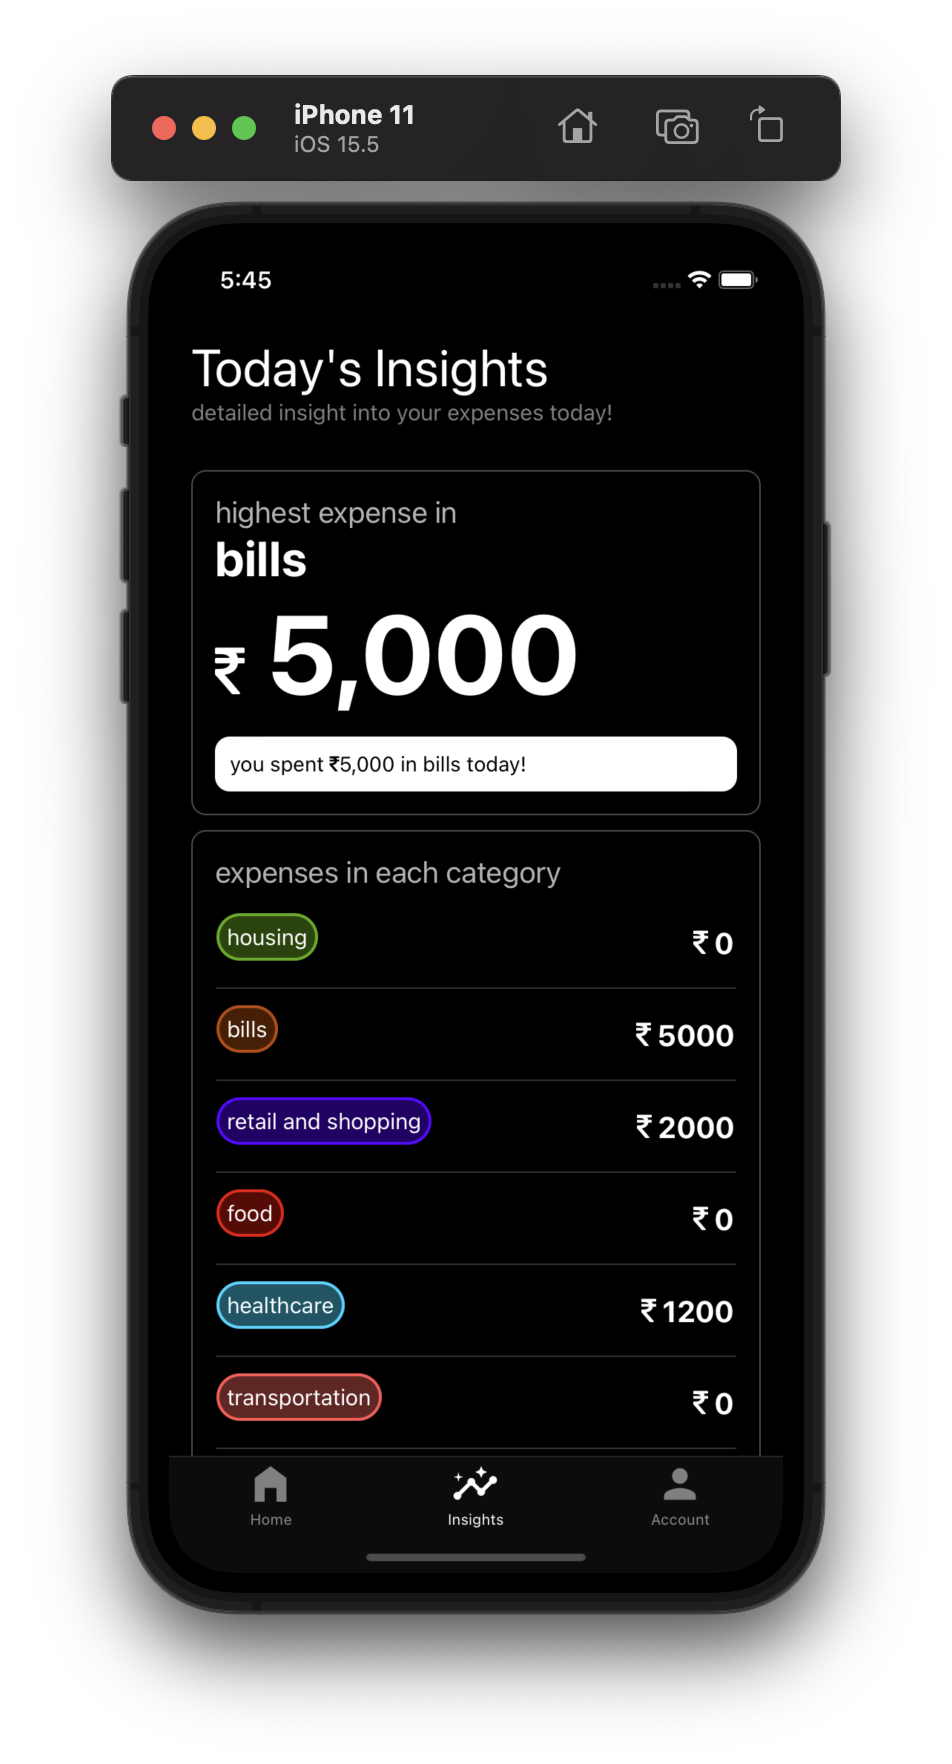 iPhone 11
iOS 15.5
5:45
Today's Insights
detailed insight into your expenses today!
highest expense in
bills
₹ 5,000
you spent ₹5,000 in bills today!
expenses in each category
housing ₹ 0
bills ₹ 5000
retail and shopping ₹ 2000
food ₹ 0
healthcare ₹ 1200
transportation ₹ 0
Home Insights Account